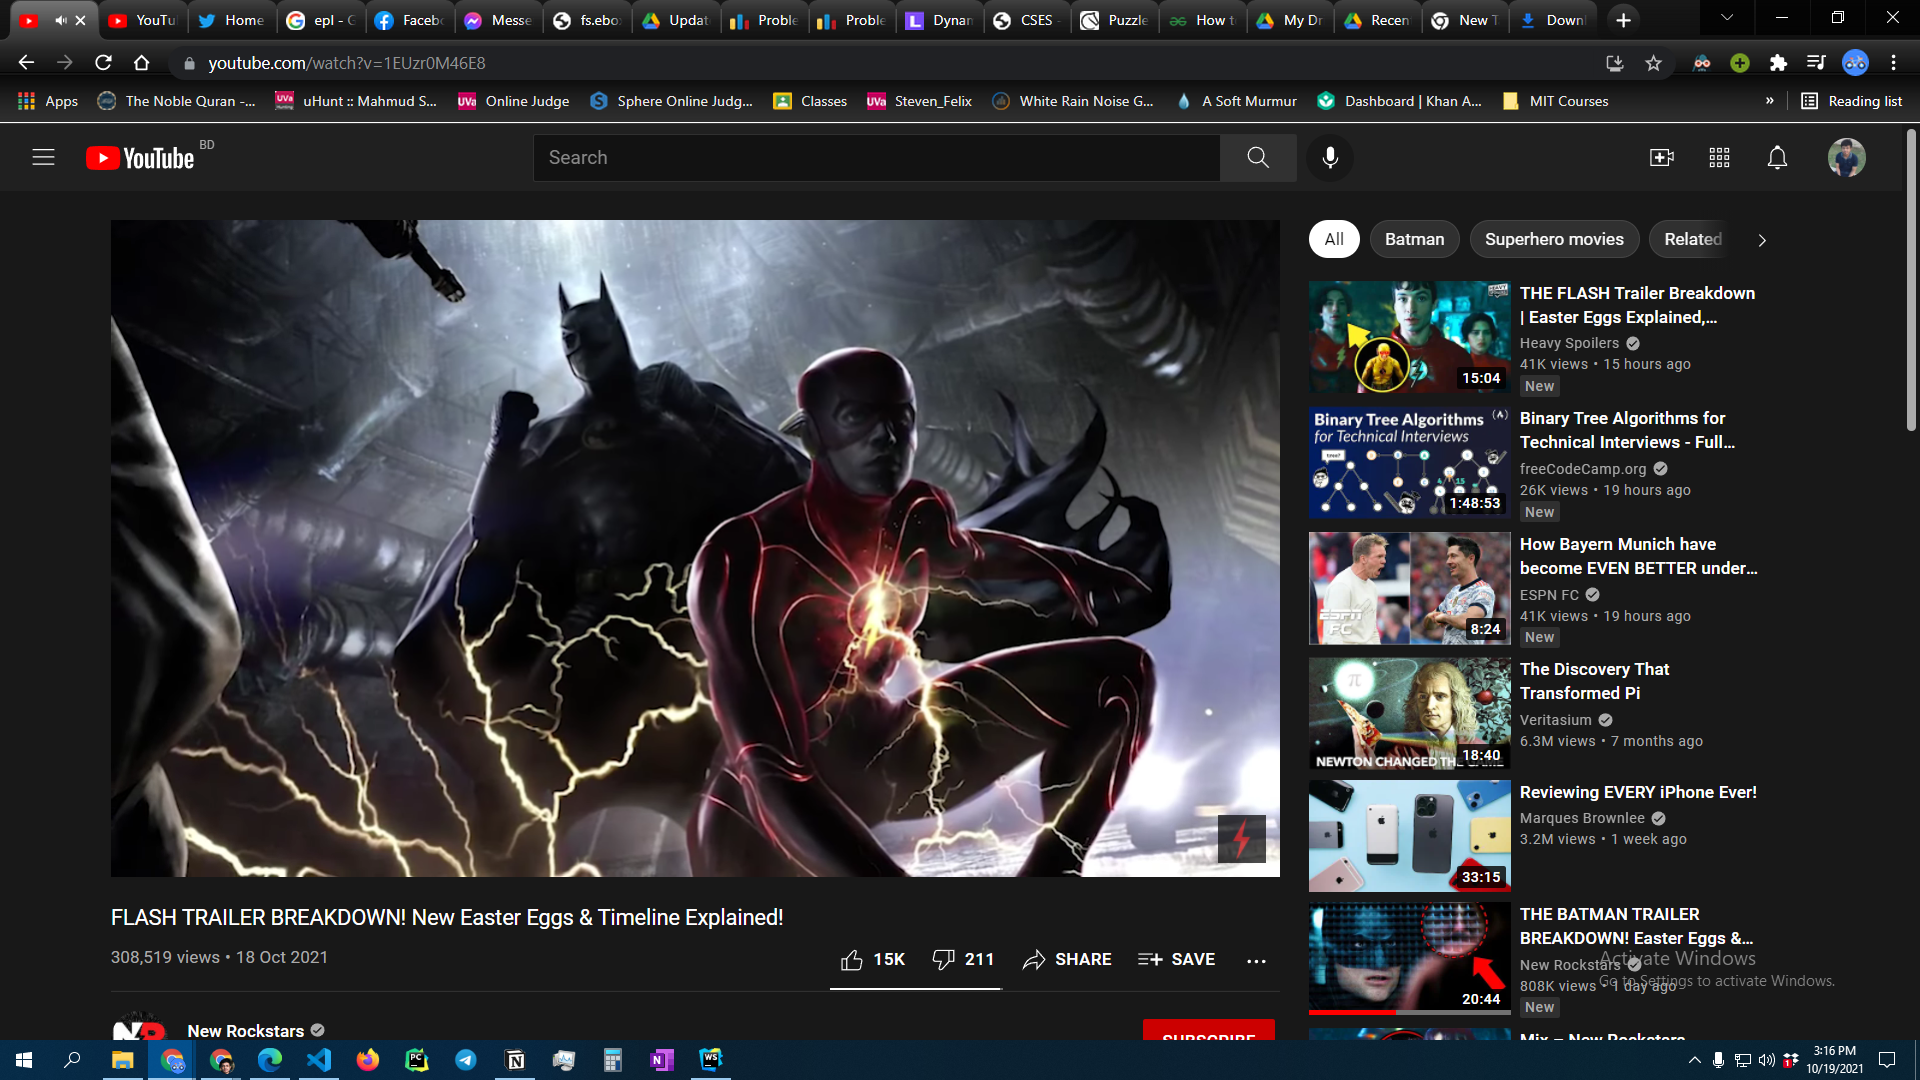 YouTu
Home
epl - G
Faceb
Messe
fs.ebo
Updat
Proble
Proble
Dynan
CSES -
Puzzle
How t
My Dr
Recen
New T
Downl
youtube.com/watch?v=1EUzr0M46E8
Apps
The Noble Quran -...
uHunt :: Mahmud S...
Online Judge
Sphere Online Judg...
Classes
Steven_Felix
White Rain Noise G...
A Soft Murmur
Dashboard | Khan A...
MIT Courses
»
Reading list
YouTube BD
Search
All
Batman
Superhero movies
Related
THE FLASH Trailer Breakdown
| Easter Eggs Explained,...
Heavy Spoilers
41K views • 15 hours ago
New
15:04
Binary Tree Algorithms
for Technical Interviews
1:48:53
Binary Tree Algorithms for
Technical Interviews - Full...
freeCodeCamp.org
26K views • 19 hours ago
New
ESPN
FC
8:24
How Bayern Munich have
become EVEN BETTER under...
ESPN FC
41K views • 19 hours ago
New
π
NEWTON CHANGED THE GAME
18:40
The Discovery That
Transformed Pi
Veritasium
6.3M views • 7 months ago
33:15
Reviewing EVERY iPhone Ever!
Marques Brownlee
3.2M views • 1 week ago
20:44
THE BATMAN TRAILER
BREAKDOWN! Easter Eggs &...
New Rockstars
808K views • 1 day ago
New
Mix – New Rockstars
Activate Windows
Go to Settings to activate Windows.
FLASH TRAILER BREAKDOWN! New Easter Eggs & Timeline Explained!
308,519 views • 18 Oct 2021
15K
211
SHARE
SAVE
New Rockstars
SUBSCRIBE
3:16 PM
10/19/2021